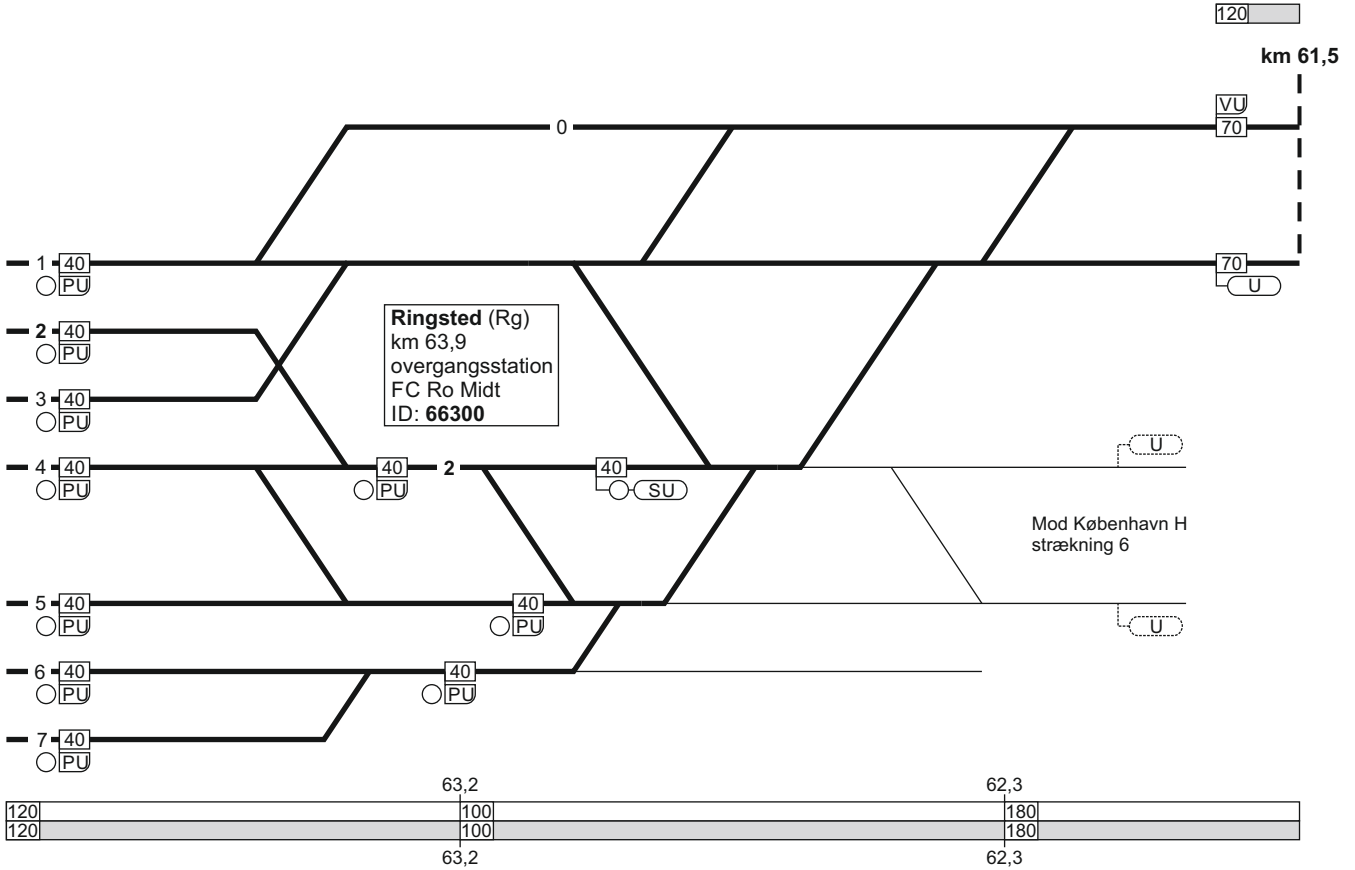 120
km 61,5
VU
70
0
1
40
PU
70
U
2
40
PU
3
40
PU
Ringsted (Rg)
km 63,9
overgangsstation
FC Ro Midt
ID: 66300
4
40
PU
40
PU
2
40
SU
U
Mod København H
strækning 6
5
40
PU
40
PU
U
6
40
PU
40
PU
7
40
PU
63,2
62,3
120
100
180
120
100
180
63,2
62,3